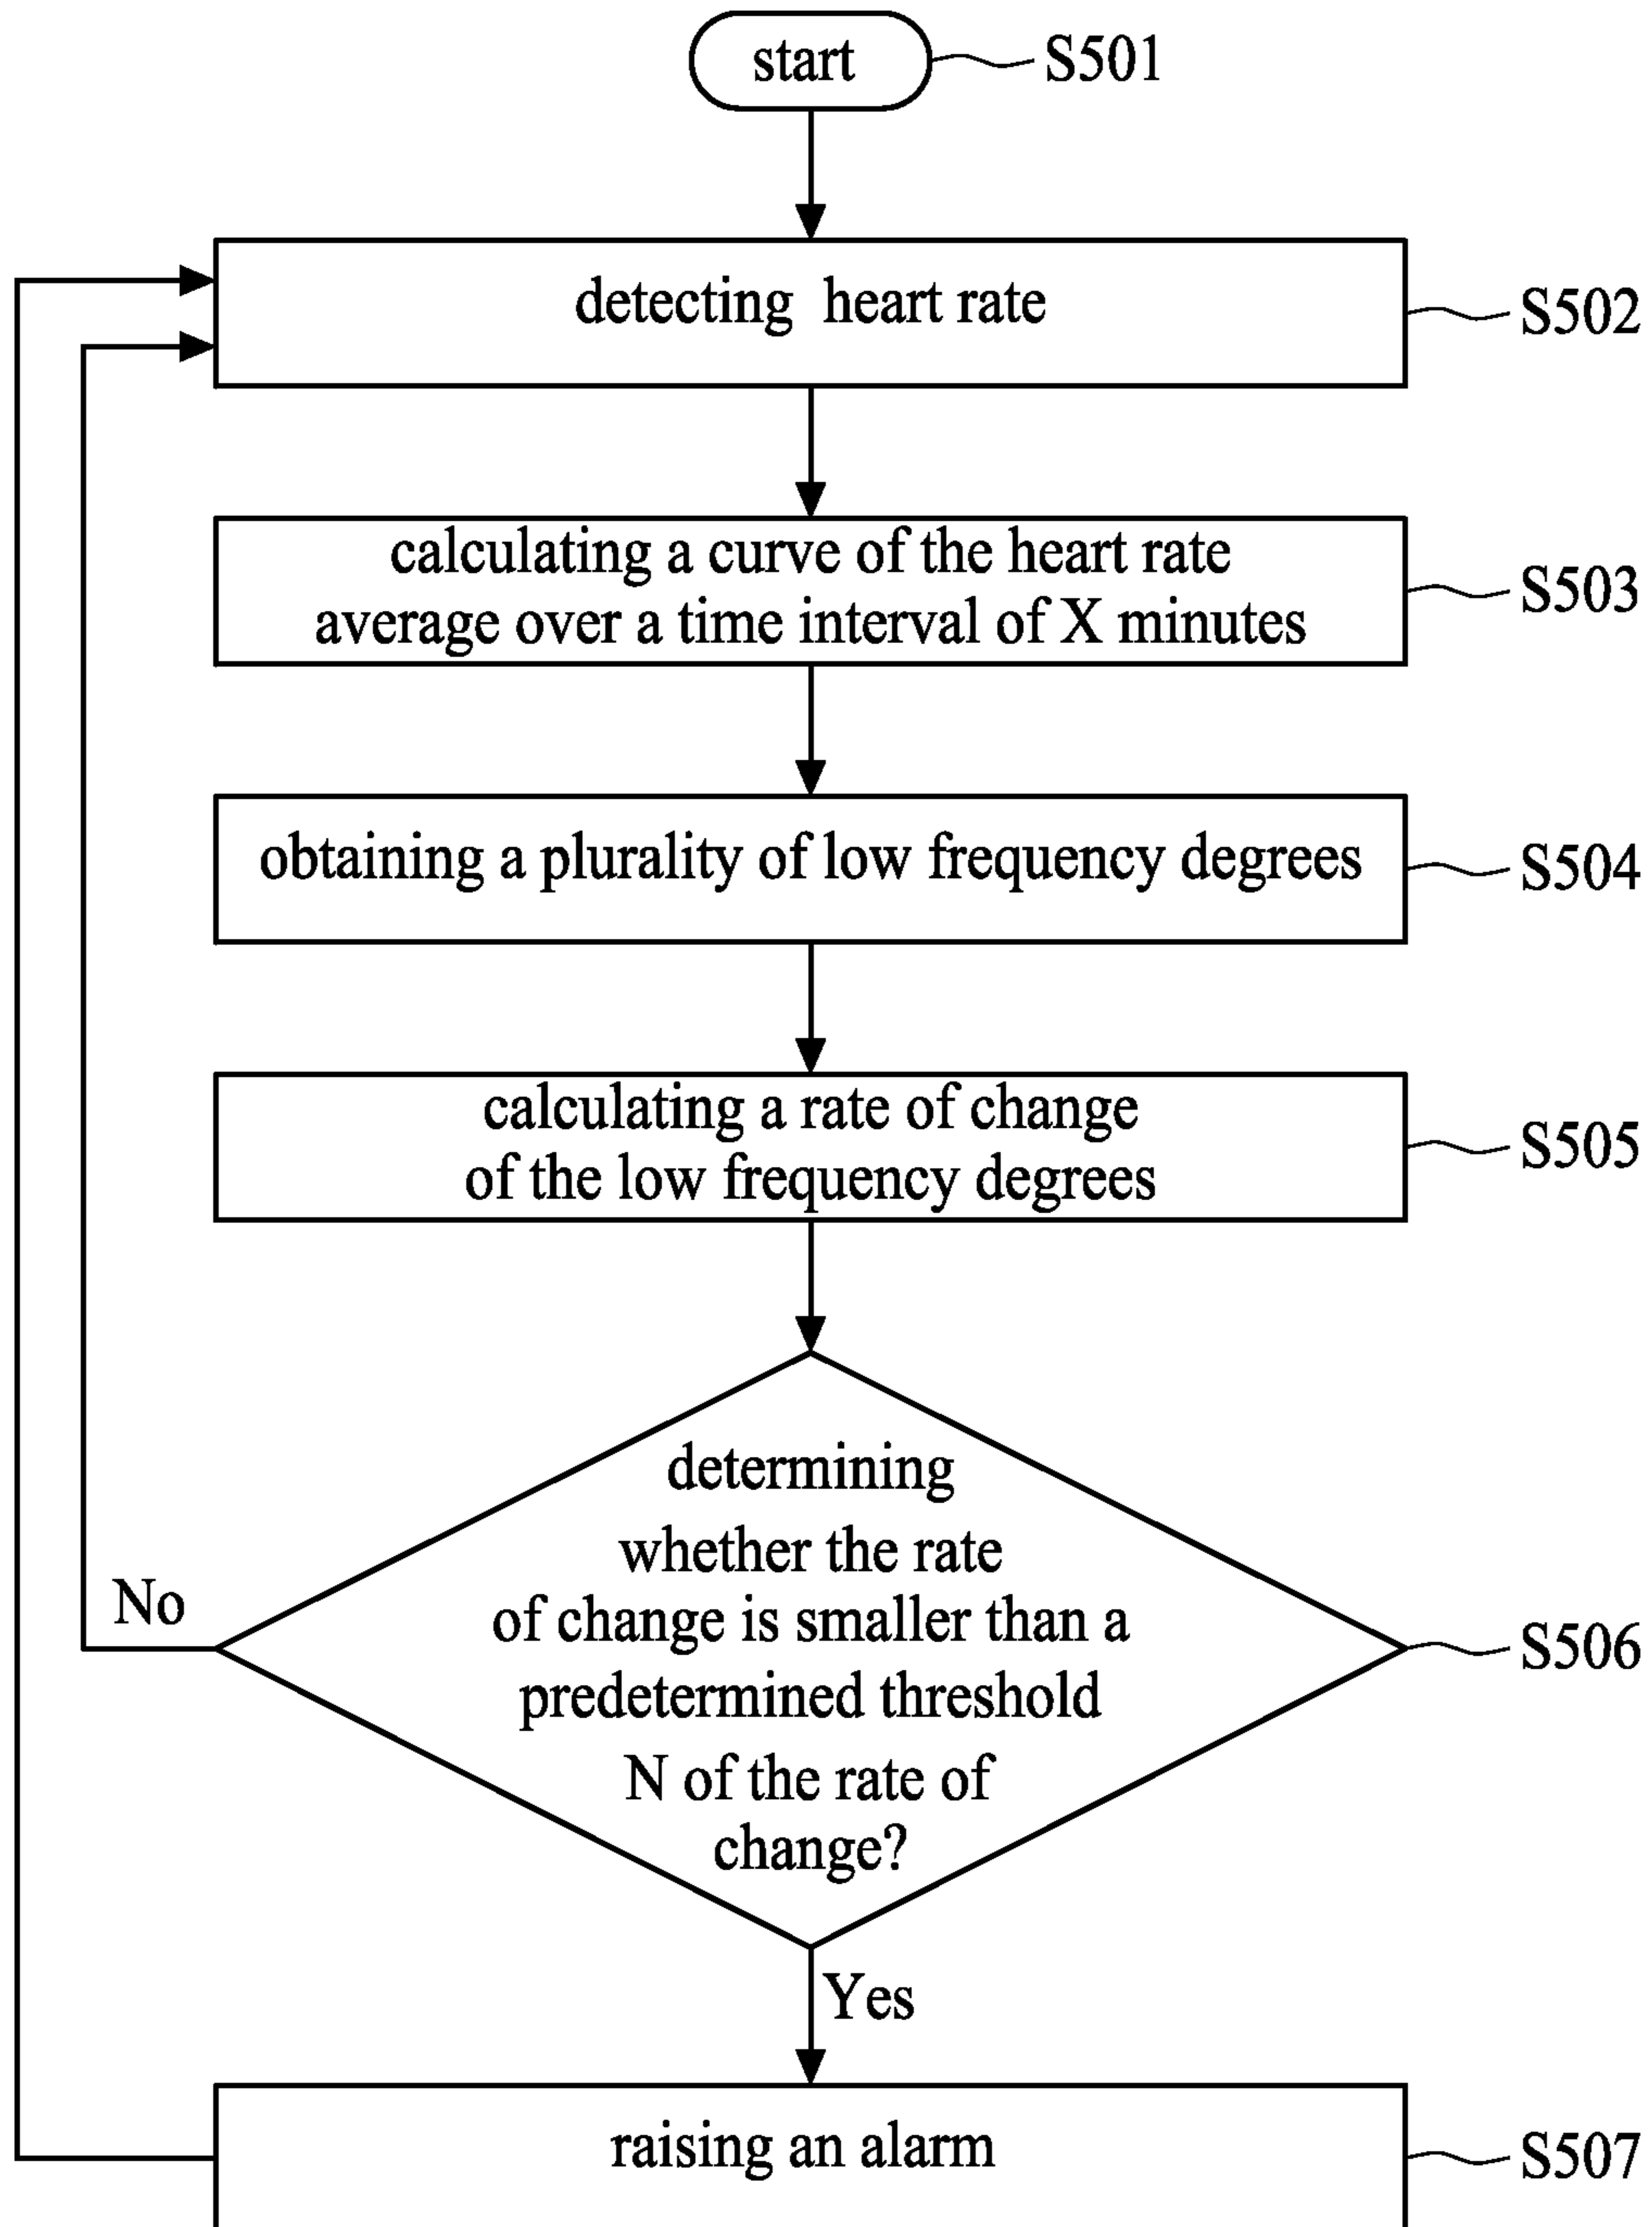 start
S501
detecting heart rate
S502
calculating a curve of the heart rate
average over a time interval of X minutes
S503
obtaining a plurality of low frequency degrees
S504
calculating a rate of change
of the low frequency degrees
S505
determining
whether the rate
of change is smaller than a
predetermined threshold
N of the rate of
change?
S506
No
Yes
raising an alarm
S507